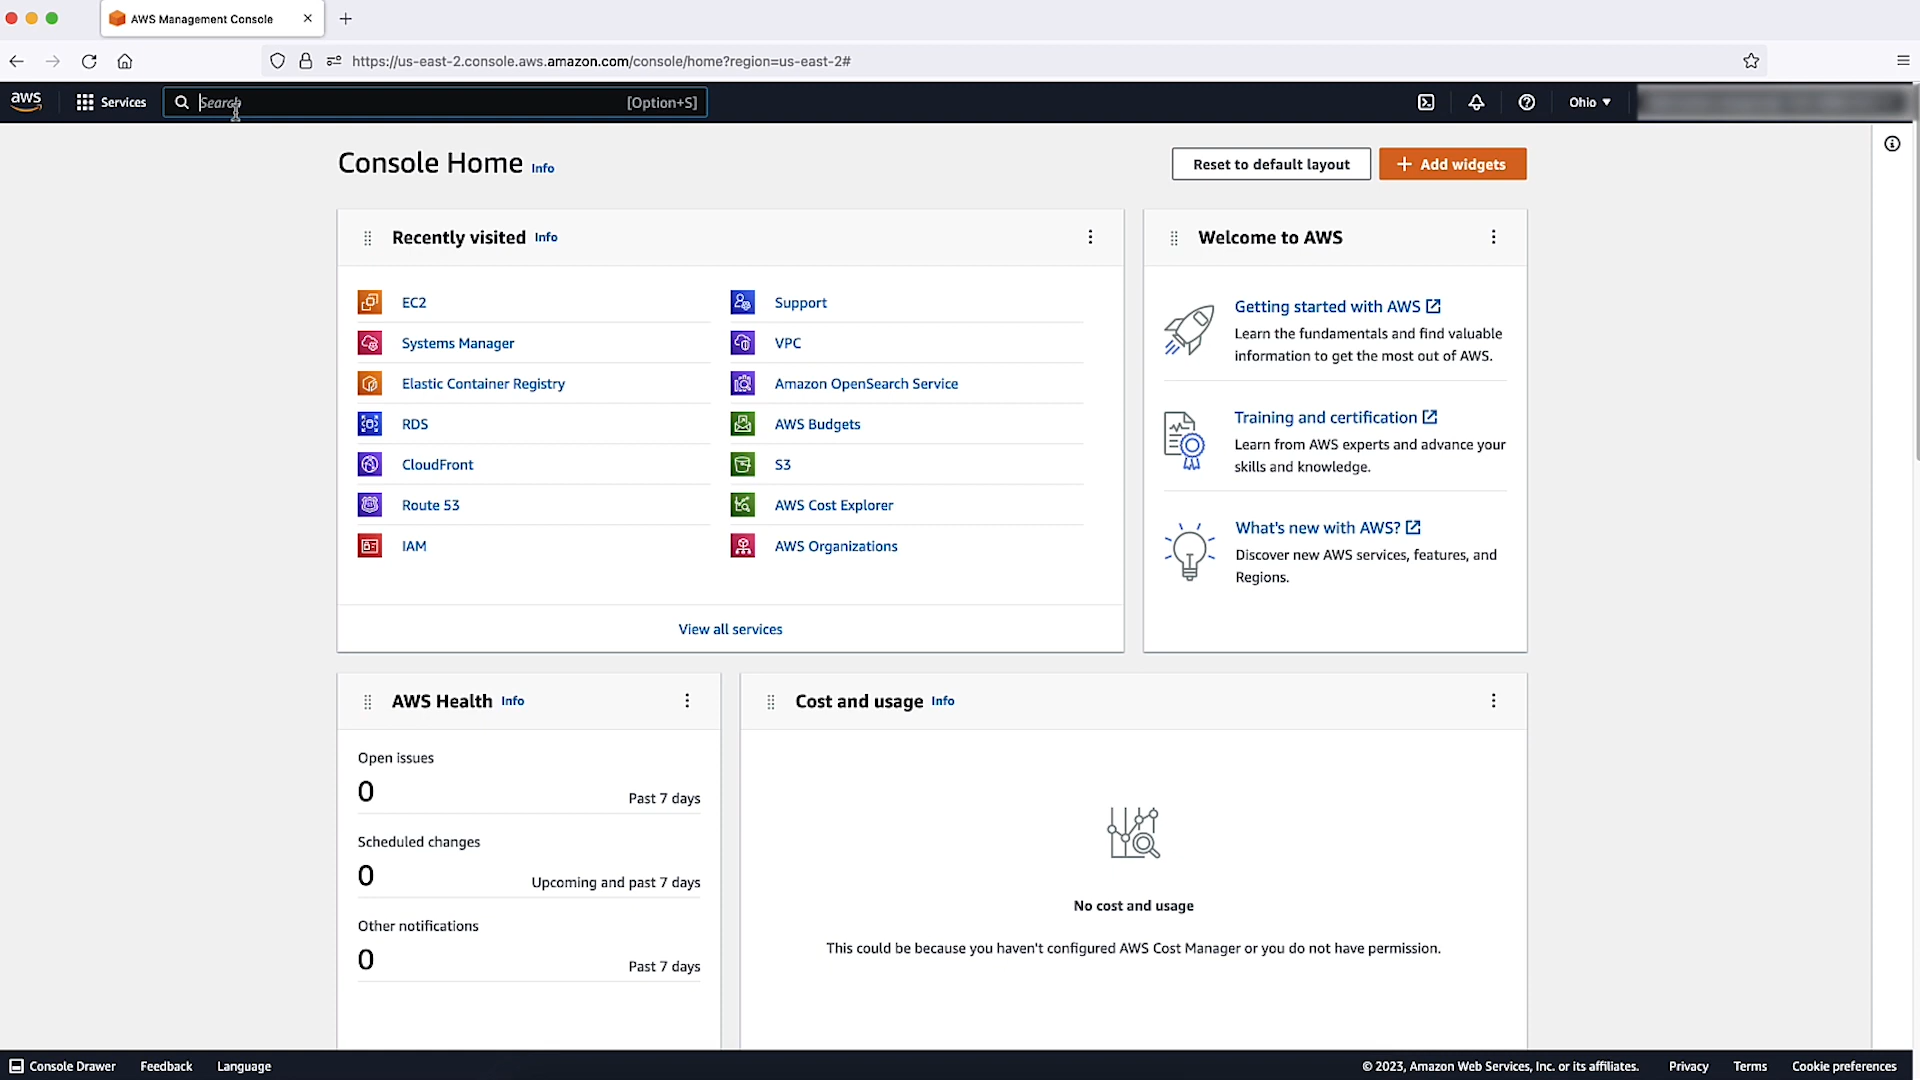 AWS Management Console
https://us-east-2.console.aws.amazon.com/console/home?region=us-east-2#
aws
Services
Search
[Option+S]
Ohio
Console Home Info
Reset to default layout
Add widgets
Recently visited Info
EC2
Systems Manager
Elastic Container Registry
RDS
CloudFront
Route 53
IAM
Support
VPC
Amazon OpenSearch Service
AWS Budgets
S3
AWS Cost Explorer
AWS Organizations
View all services
Welcome to AWS
Getting started with AWS
Learn the fundamentals and find valuable
information to get the most out of AWS.
Training and certification
Learn from AWS experts and advance your
skills and knowledge.
What's new with AWS?
Discover new AWS services, features, and
Regions.
AWS Health Info
Open issues
0 Past 7 days
Scheduled changes
0 Upcoming and past 7 days
Other notifications
0 Past 7 days
Cost and usage Info
No cost and usage
This could be because you haven't configured AWS Cost Manager or you do not have permission.
Console Drawer Feedback Language
© 2023, Amazon Web Services, Inc. or its affiliates. Privacy Terms Cookie preferences